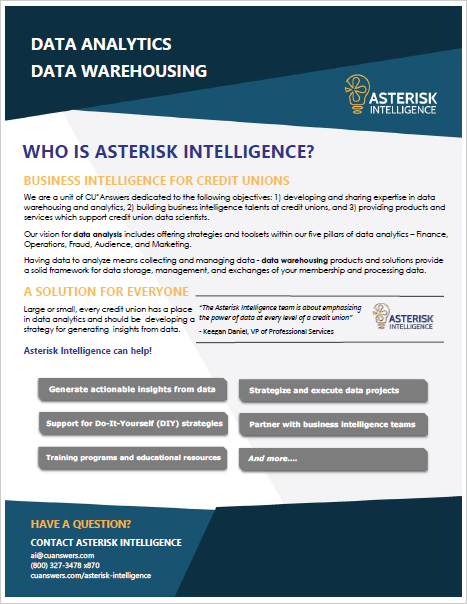 DATA ANALYTICS
DATA WAREHOUSING
ASTERISK
INTELLIGENCE
WHO IS ASTERISK INTELLIGENCE?
BUSINESS INTELLIGENCE FOR CREDIT UNIONS
We are a unit of CU*Answers dedicated to the following objectives: 1) developing and sharing expertise in data
warehousing and analytics, 2) building business intelligence talents at credit unions, and 3) providing products and
services which support credit union data scientists.
Our vision for data analysis includes offering strategies and toolsets within our five pillars of data analytics – Finance,
Operations, Fraud, Audience, and Marketing.
Having data to analyze means collecting and managing data - data warehousing products and solutions provide
a solid framework for data storage, management, and exchanges of your membership and processing data.
A SOLUTION FOR EVERYONE
Large or small, every credit union has a place
in data analytics and should be developing a
strategy for generating insights from data.
"The Asterisk Intelligence team is about emphasizing
the power of data at every level of a credit union"
- Keegan Daniel, VP of Professional Services
ASTERISK
INTELLIGENCE
Asterisk Intelligence can help!
Generate actionable insights from data
Strategize and execute data projects
Support for Do-It-Yourself (DIY) strategies
Partner with business intelligence teams
Training programs and educational resources
And more....
HAVE A QUESTION?
CONTACT ASTERISK INTELLIGENCE
ai@cuanswers.com
(800) 327-3478 x870
cuanswers.com/asterisk-intelligence